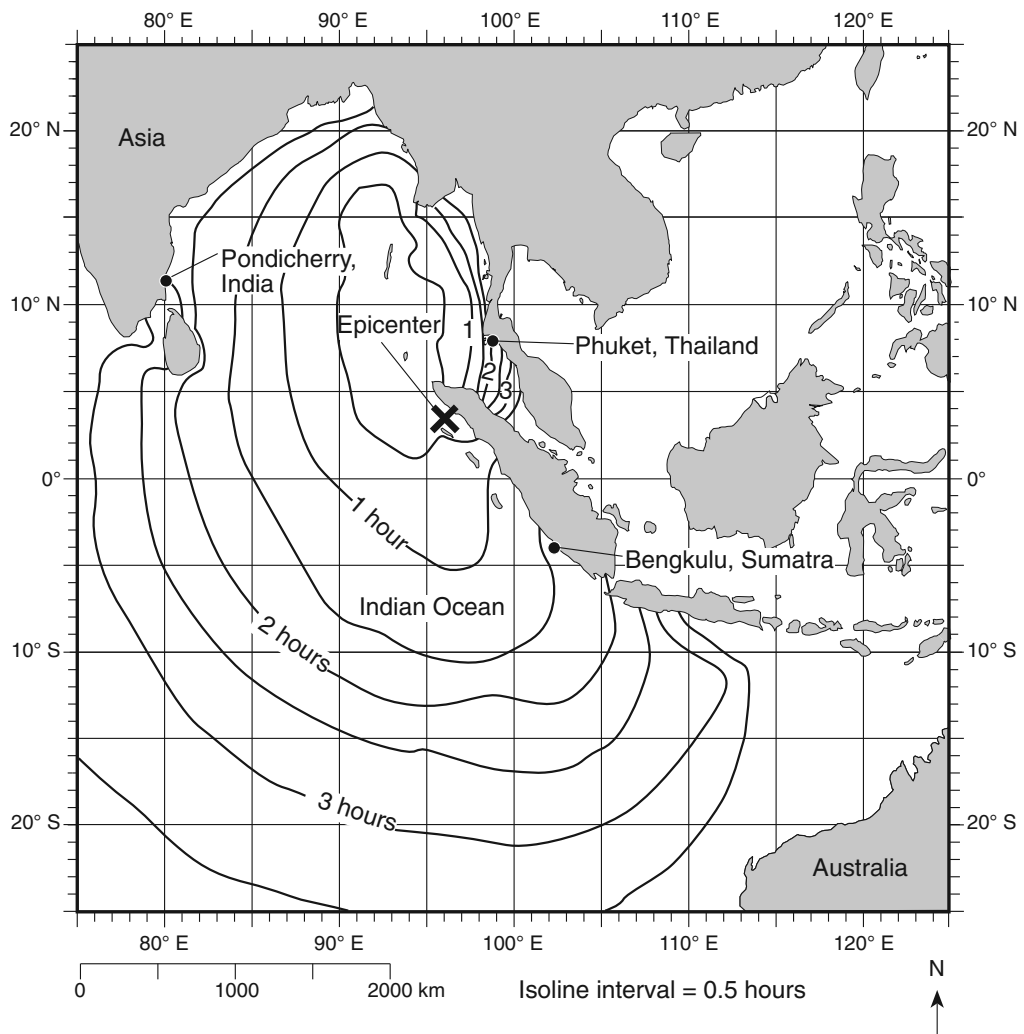 80° E 90° E 100° E 110° E 120° E
20° N 20° N
Asia
Pondicherry,
India
10° N 10° N
Epicenter 1
Phuket, Thailand
2
3
0° 0°
1 hour
Bengkulu, Sumatra
Indian Ocean
2 hours
10° S 10° S
3 hours
20° S 20° S
Australia
80° E 90° E 100° E 110° E 120° E
0 1000 2000 km
Isoline interval = 0.5 hours
N